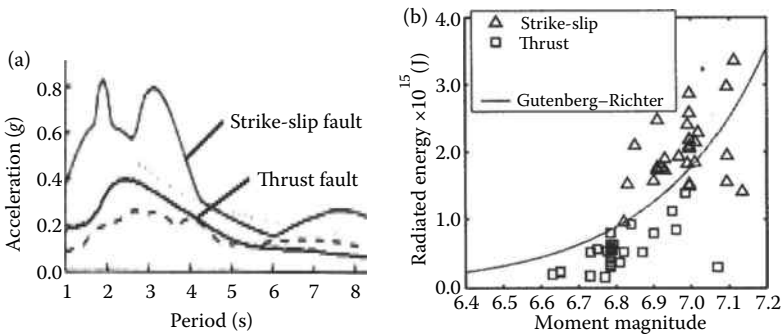 (a)
Acceleration (g)
0.8
0.6
0.4
0.2
0.0
Strike-slip fault
Thrust fault
1 2 3 4 5 6 7 8
Period (s)
(b)
Radiated energy ×10¹⁵ (J)
4.0
3.0
2.0
1.0
0
Strike-slip
Thrust
Gutenberg–Richter
6.4 6.5 6.6 6.7 6.8 6.9 7.0 7.1 7.2
Moment magnitude